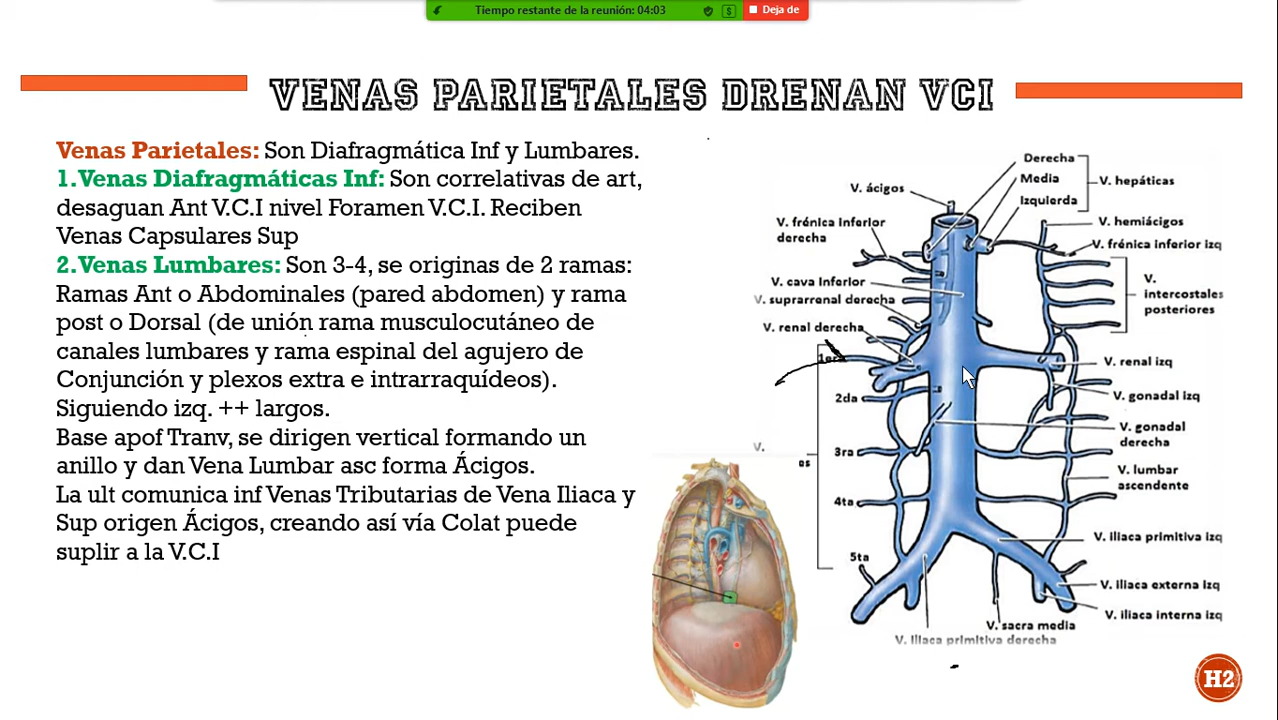 Tiempo restante de la reunión: 04:03
Deja de
VENAS PARIETALES DRENAN VCI
Venas Parietales: Son Diafragmática Inf y Lumbares.
1.Venas Diafragmáticas Inf: Son correlativas de art,
desaguan Ant V.C.I nivel Foramen V.C.I. Reciben
Venas Capsulares Sup
2.Venas Lumbares: Son 3-4, se originas de 2 ramas:
Ramas Ant o Abdominales (pared abdomen) y rama
post o Dorsal (de unión rama musculocutáneo de
canales lumbares y rama espinal del agujero de
Conjunción y plexos extra e intrarraquídeos).
Siguiendo izq. ++ largos.
Base apof Tranv, se dirigen vertical formando un
anillo y dan Vena Lumbar asc forma Ácigos.
La ult comunica inf Venas Tributarias de Vena Iliaca y
Sup origen Ácigos, creando así vía Colat puede
suplir a la V.C.I
Derecha
Media
Izquierda
V. hepáticas
V. ácigos
V. frénica inferior
derecha
V. hemiácigos
V. frénica inferior izq
V. cava inferior
V. suprarrenal derecha
V.
intercostales
posteriores
V. renal derecha
1era
V. renal izq
2da
V. gonadal izq
V. gonadal
derecha
V.
as
3ra
V. lumbar
ascendente
4ta
V. iliaca primitiva izq
5ta
V. iliaca externa izq
V. iliaca interna izq
V. sacra media
V. iliaca primitiva derecha
H2